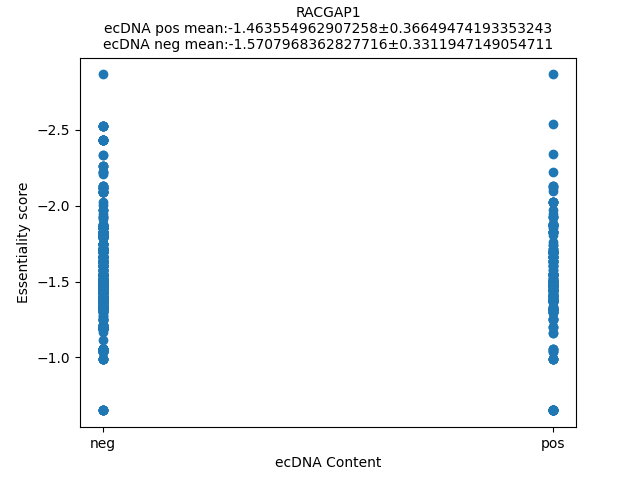 RACGAP1
ecDNA pos mean:-1.463554962907258±0.36649474193353243
ecDNA neg mean:-1.5707968362827716±0.3311947149054711
−2.5
−2.0
−1.5
−1.0
Essentiality score
neg
pos
ecDNA Content